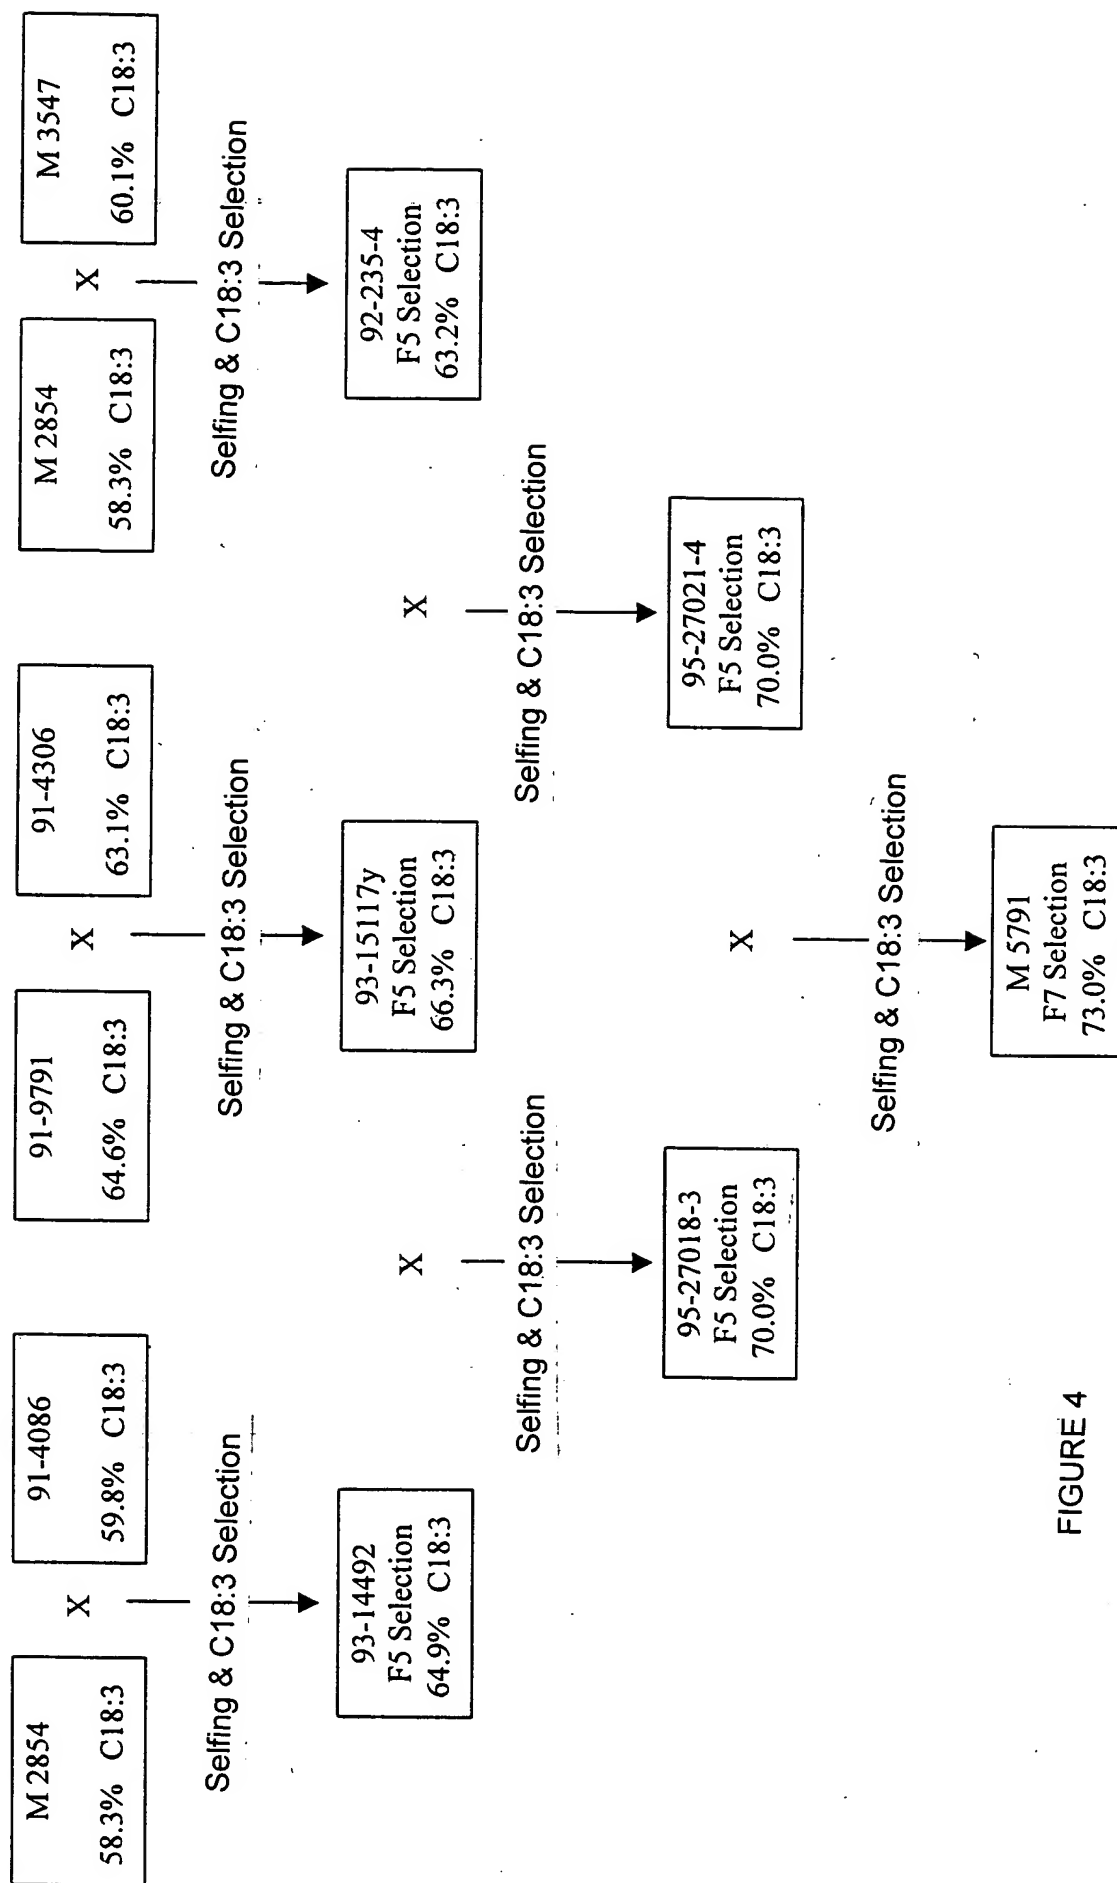 M 2854
58.3% C18:3
X
91-4086
59.8% C18:3
91-9791
64.6% C18:3
X
91-4306
63.1% C18:3
M 2854
58.3% C18:3
X
M 3547
60.1% C18:3
Selfing & C18:3 Selection
Selfing & C18:3 Selection
Selfing & C18:3 Selection
93-14492
F5 Selection
64.9% C18:3
X
93-15117y
F5 Selection
66.3% C18:3
X
92-235-4
F5 Selection
63.2% C18:3
Selfing & C18:3 Selection
Selfing & C18:3 Selection
95-27018-3
F5 Selection
70.0% C18:3
X
95-27021-4
F5 Selection
70.0% C18:3
Selfing & C18:3 Selection
M 5791
F7 Selection
73.0% C18:3
FIGURE 4